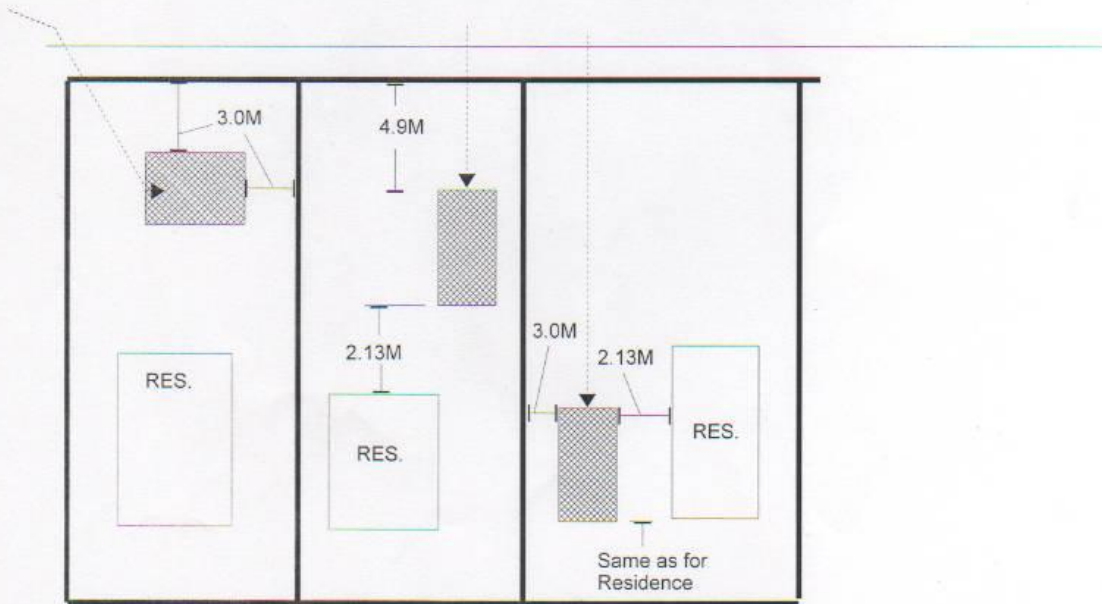 3.0M
4.9M
2.13M
3.0M
2.13M
RES.
RES.
RES.
Same as for
Residence